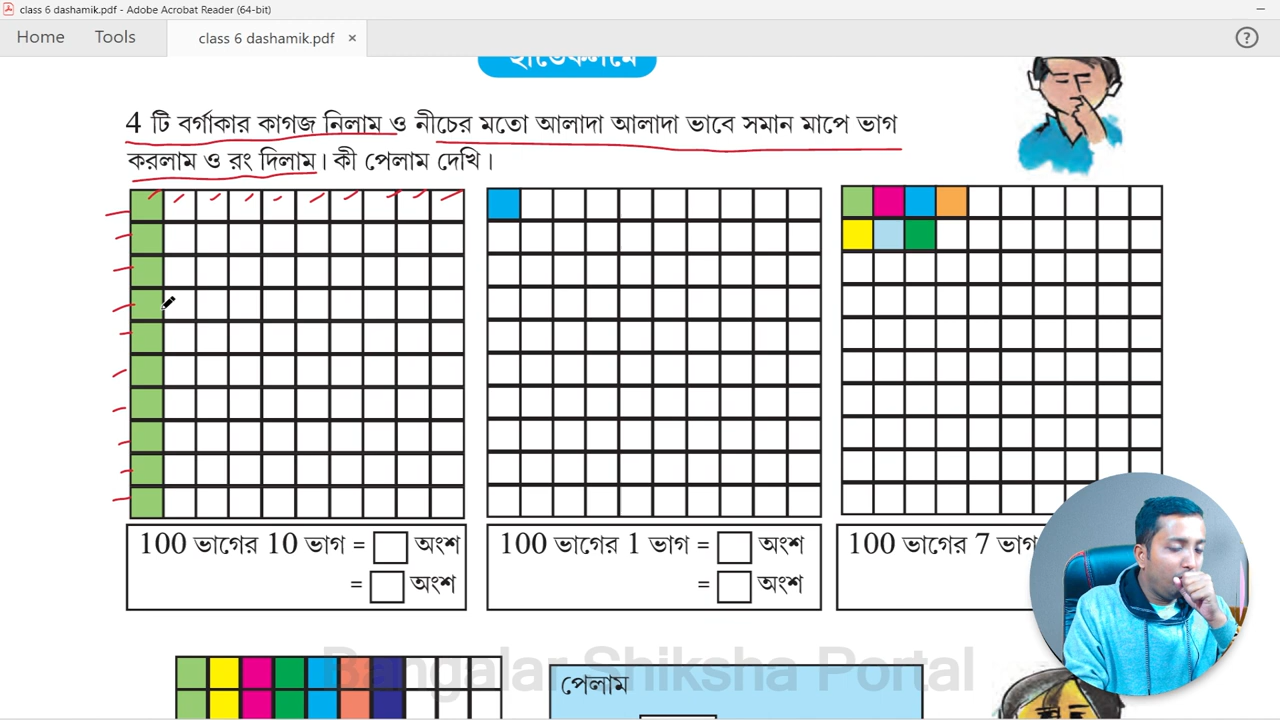 class 6 dashamik.pdf - Adobe Acrobat Reader (64-bit)
Home Tools class 6 dashamik.pdf × ?
হাতেকলমে
4 টি বর্গাকার কাগজ নিলাম ও নীচের মতো আলাদা আলাদা ভাবে সমান মাপে ভাগ
করলাম ও রং দিলাম। কী পেলাম দেখি।
100 ভাগের 10 ভাগ = অংশ
= অংশ
100 ভাগের 1 ভাগ = অংশ
= অংশ
100 ভাগের 7 ভাগ
Bangalar Shiksha Portal
পেলাম